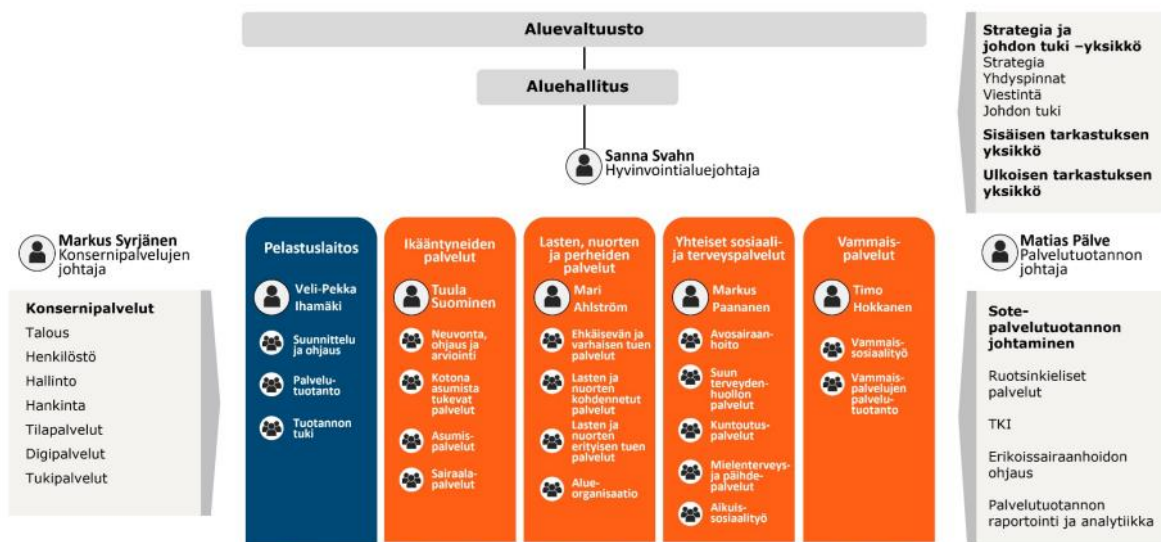 Aluevaltuusto
Aluehallitus
Sanna Svahn
Hyvinvointialuejohtaja
Strategia ja
johdon tuki –yksikkö
Strategia
Yhdyspinnat
Viestintä
Johdon tuki
Sisäisen tarkastuksen
yksikkö
Ulkoisen tarkastuksen
yksikkö
Markus Syrjänen
Konsernipalvelujen
johtaja
Konsernipalvelut
Talous
Henkilöstö
Hallinto
Hankinta
Tilapalvelut
Digipalvelut
Tukipalvelut
Pelastuslaitos
Veli-Pekka
Ihamäki
Suunnittelu
ja ohjaus
Palvelu-
tuotanto
Tuotannon
tuki
Ikääntyneiden
palvelut
Tuula
Suominen
Neuvonta,
ohjaus ja
arviointi
Kotona
asumista
tukevat
palvelut
Asumis-
palvelut
Sairaala-
palvelut
Lasten, nuorten
ja perheiden
palvelut
Mari
Ahlström
Ehkäisevän ja
varhaisen tuen
palvelut
Lasten ja
nuorten
kohdennetut
palvelut
Lasten ja
nuorten
erityisen tuen
palvelut
Alue-
organisaatio
Yhteiset sosiaali-
ja terveyspalvelut
Markus
Paananen
Avosairaan-
hoito
Suun
terveyden-
huollon
palvelut
Kuntoutus-
palvelut
Mielenterveys-
ja päihde-
palvelut
Aikuis-
sosiaalityö
Vammais-
palvelut
Timo
Hokkanen
Vammais-
sosiaalityö
Vammais-
palvelujen
palvelu-
tuotanto
Matias Pälve
Palvelutuotannon
johtaja
Sote-
palvelutuotannon
johtaminen
Ruotsinkieliset
palvelut
TKI
Erikoissairaanhoidon
ohjaus
Palvelutuotannon
raportointi ja analytiikka